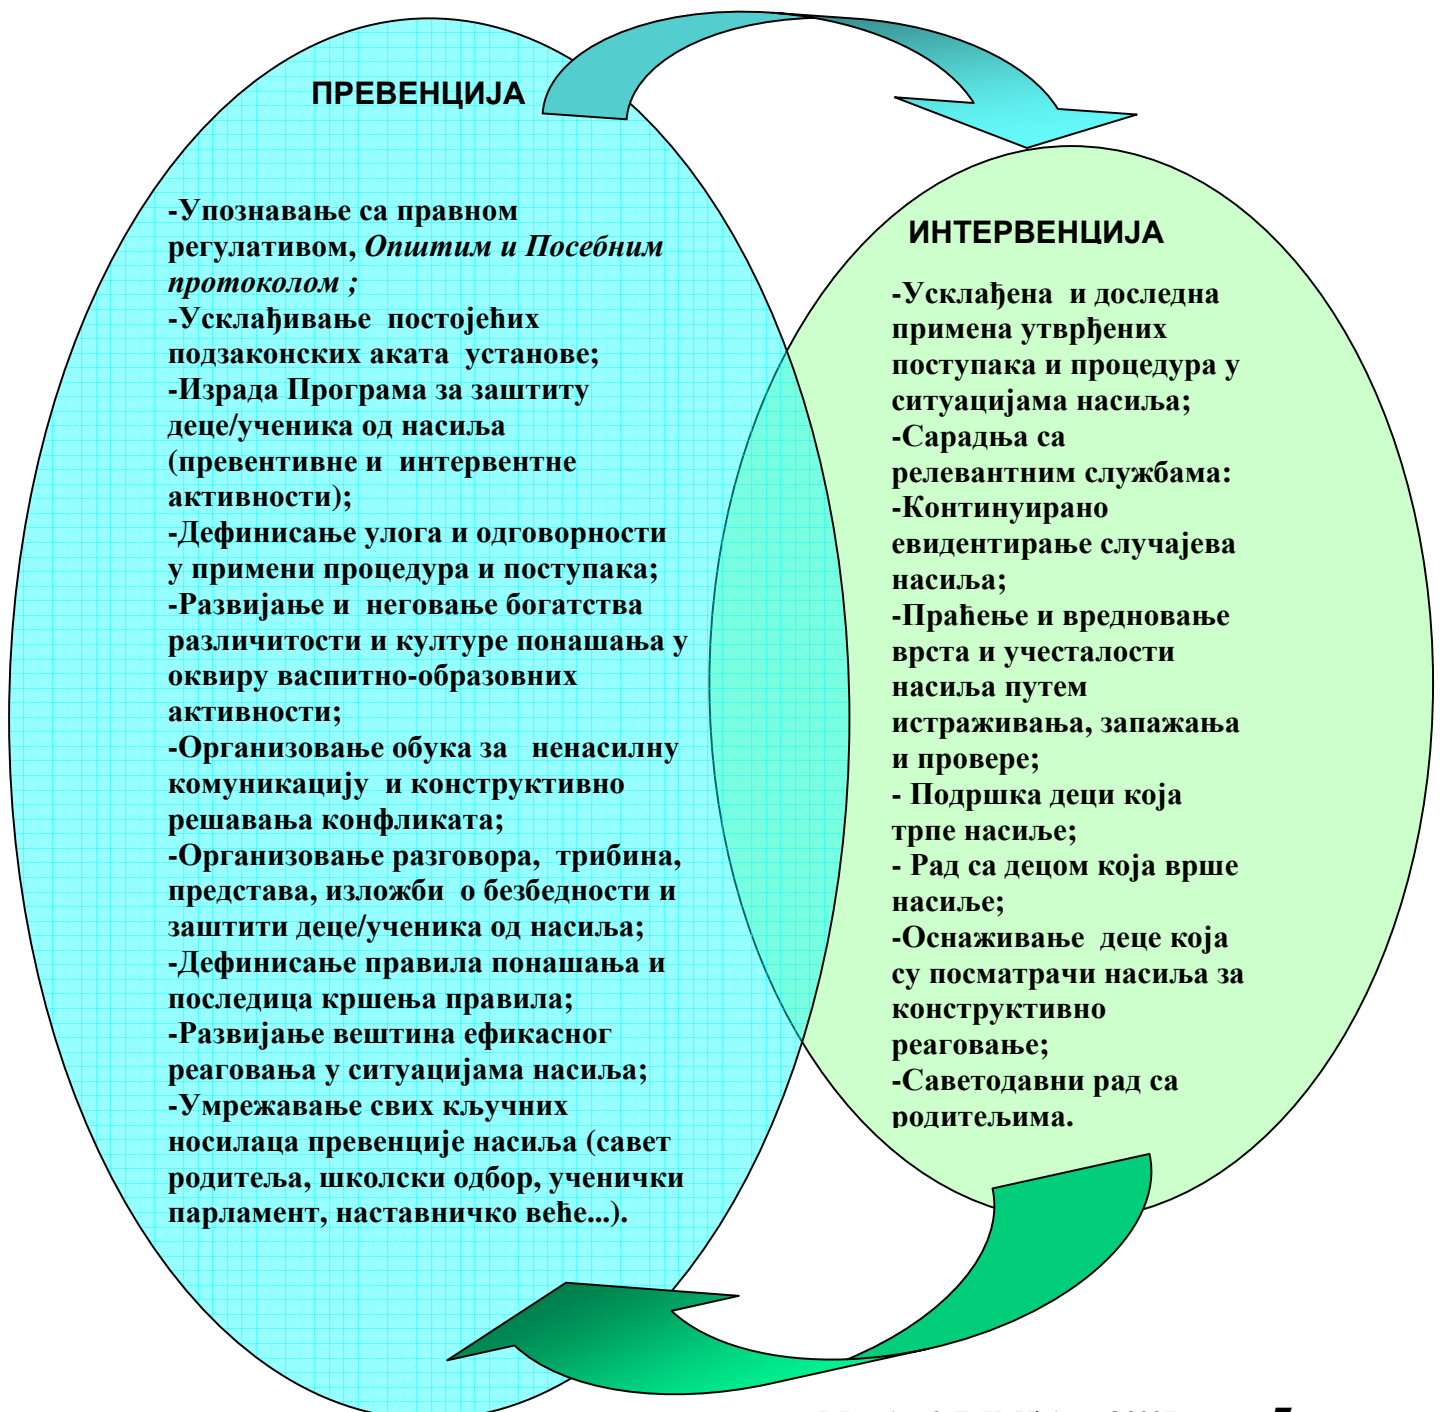 ПРЕВЕНЦИЈА
-Упознавање са правном
регулативом, Општим и Посебним
протоколом ;
-Усклађивање постојећих
подзаконских аката установе;
-Израда Програма за заштиту
деце/ученика од насиља
(превентивне и интервентне
активности);
-Дефинисање улога и одговорности
у примени процедура и поступака;
-Развијање и неговање богатства
различитости и културе понашања у
оквиру васпитно-образовних
активности;
-Организовање обука за ненасилну
комуникацију и конструктивно
решавања конфликата;
-Организовање разговора, трибина,
представа, изложби о безбедности и
заштити деце/ученика од насиља;
-Дефинисање правила понашања и
последица кршења правила;
-Развијање вештина ефикасног
реаговања у ситуацијама насиља;
-Умрежавање свих кључних
носилаца превенције насиља (савет
родитеља, школски одбор, ученички
парламент, наставничко веће...).
ИНТЕРВЕНЦИЈА
-Усклађена и доследна
примена утврђених
поступака и процедура у
ситуацијама насиља;
-Сарадња са
релевантним службама:
-Континуирано
евидентирање случајева
насиља;
-Праћење и вредновање
врста и учесталости
насиља путем
истраживања, запажања
и провере;
- Подршка деци која
трпе насиље;
- Рад са децом која врше
насиље;
-Оснаживање деце која
су посматрачи насиља за
конструктивно
реаговање;
-Саветодавни рад са
родитељима.